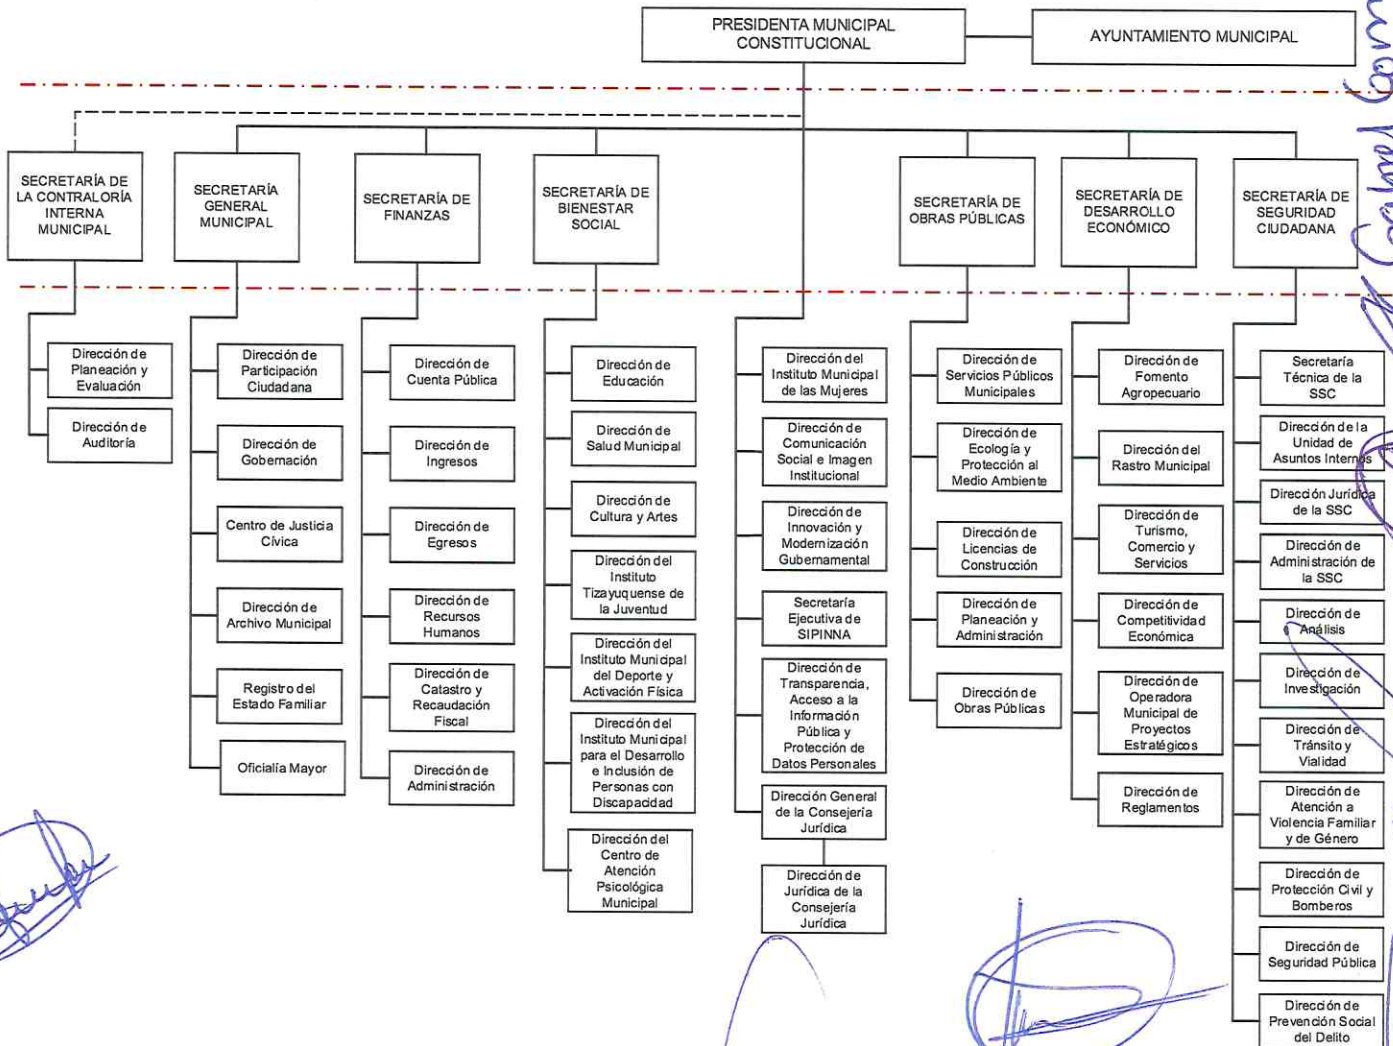 PRESIDENTA MUNICIPAL
CONSTITUCIONAL
AYUNTAMIENTO MUNICIPAL
SECRETARÍA DE
LA CONTRALORÍA
INTERNA
MUNICIPAL
SECRETARÍA
GENERAL
MUNICIPAL
SECRETARÍA DE
FINANZAS
SECRETARÍA DE
BIENESTAR
SOCIAL
SECRETARÍA DE
OBRAS PÚBLICAS
SECRETARÍA DE
DESARROLLO
ECONÓMICO
SECRETARÍA DE
SEGURIDAD
CIUDADANA
Dirección de
Planeación y
Evaluación
Dirección de
Auditoría
Dirección de
Participación
Ciudadana
Dirección de
Gobernación
Centro de Justicia
Cívica
Dirección de
Archivo Municipal
Registro del
Estado Familiar
Oficialía Mayor
Dirección de
Cuenta Pública
Dirección de
Ingresos
Dirección de
Egresos
Dirección de
Recursos
Humanos
Dirección de
Catastro y
Recaudación
Fiscal
Dirección de
Administración
Dirección de
Educación
Dirección de
Salud Municipal
Dirección de
Cultura y Artes
Dirección del
Instituto
Tizayuquense de
la Juventud
Dirección del
Instituto Municipal
del Deporte y
Activación Física
Dirección del
Instituto Municipal
para el Desarrollo
e Inclusión de
Personas con
Discapacidad
Dirección del
Centro de
Atención
Psicológica
Municipal
Dirección del
Instituto Municipal
de las Mujeres
Dirección de
Comunicación
Social e Imagen
Institucional
Dirección de
Innovación y
Modernización
Gubernamental
Secretaría
Ejecutiva de
SIPINNA
Dirección de
Transparencia,
Acceso a la
Información
Pública y
Protección de
Datos Personales
Dirección General
de la Consejería
Jurídica
Dirección de
Jurídica de la
Consejería
Jurídica
Dirección de
Servicios Públicos
Municipales
Dirección de
Ecología y
Protección al
Medio Ambiente
Dirección de
Licencias de
Construcción
Dirección de
Planeación y
Administración
Dirección de
Obras Públicas
Dirección de
Fomento
Agropecuario
Dirección del
Rastro Municipal
Dirección de
Turismo,
Comercio y
Servicios
Dirección de
Competitividad
Económica
Dirección de
Operadora
Municipal de
Proyectos
Estratégicos
Dirección de
Reglamentos
Secretaría
Técnica de la
SSC
Dirección de la
Unidad de
Asuntos Internos
Dirección Jurídica
de la SSC
Dirección de
Administración de
la SSC
Dirección de
Análisis
Dirección de
Investigación
Dirección de
Tránsito y
Vialidad
Dirección de
Atención a
Violencia Familiar
y de Género
Dirección de
Protección Civil y
Bomberos
Dirección de
Seguridad Pública
Dirección de
Prevención Social
del Delito